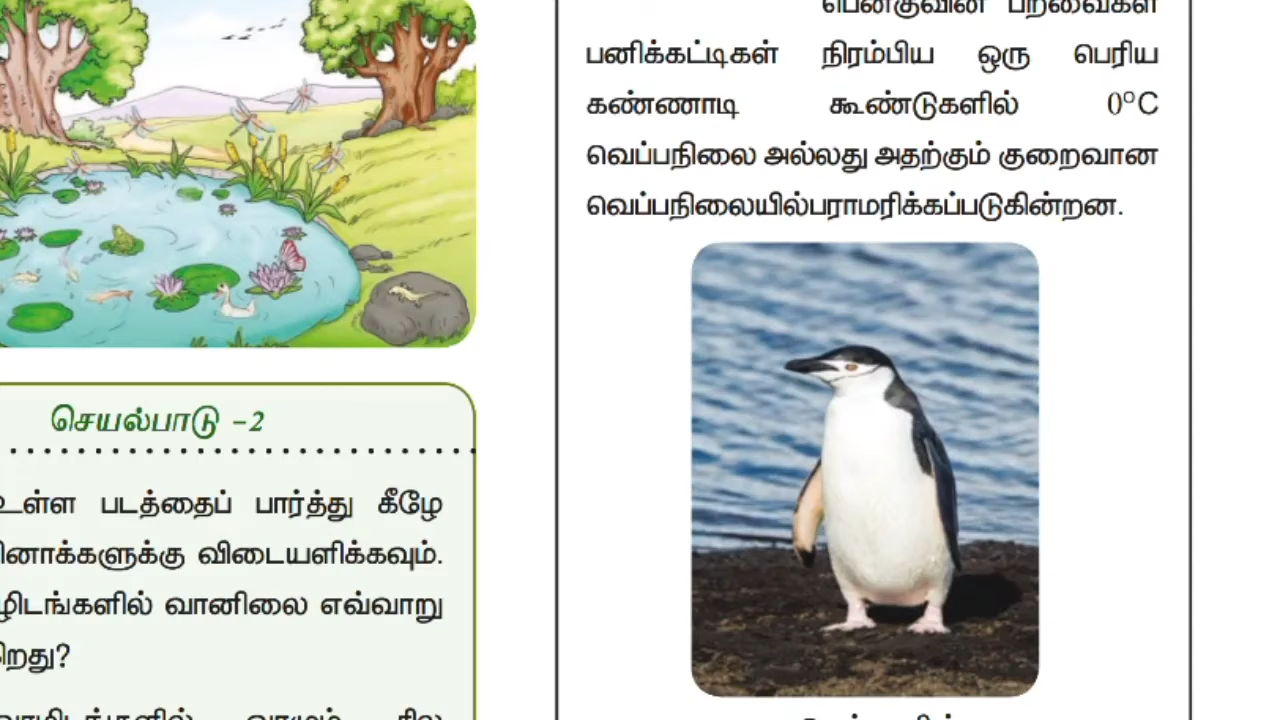 செயல்பாடு –2
உள்ள படத்தைப் பார்த்து கீழே
விடையளிக்கவும்.
வானிலை எவ்வாறு
பென்குவின் பறவைகள்
பனிக்கட்டிகள் நிரம்பிய ஒரு பெரிய
கண்ணாடி கூண்டுகளில் 0°C
வெப்பநிலை அல்லது அதற்கும் குறைவான
வெப்பநிலையில்பராமரிக்கப்படுகின்றன.